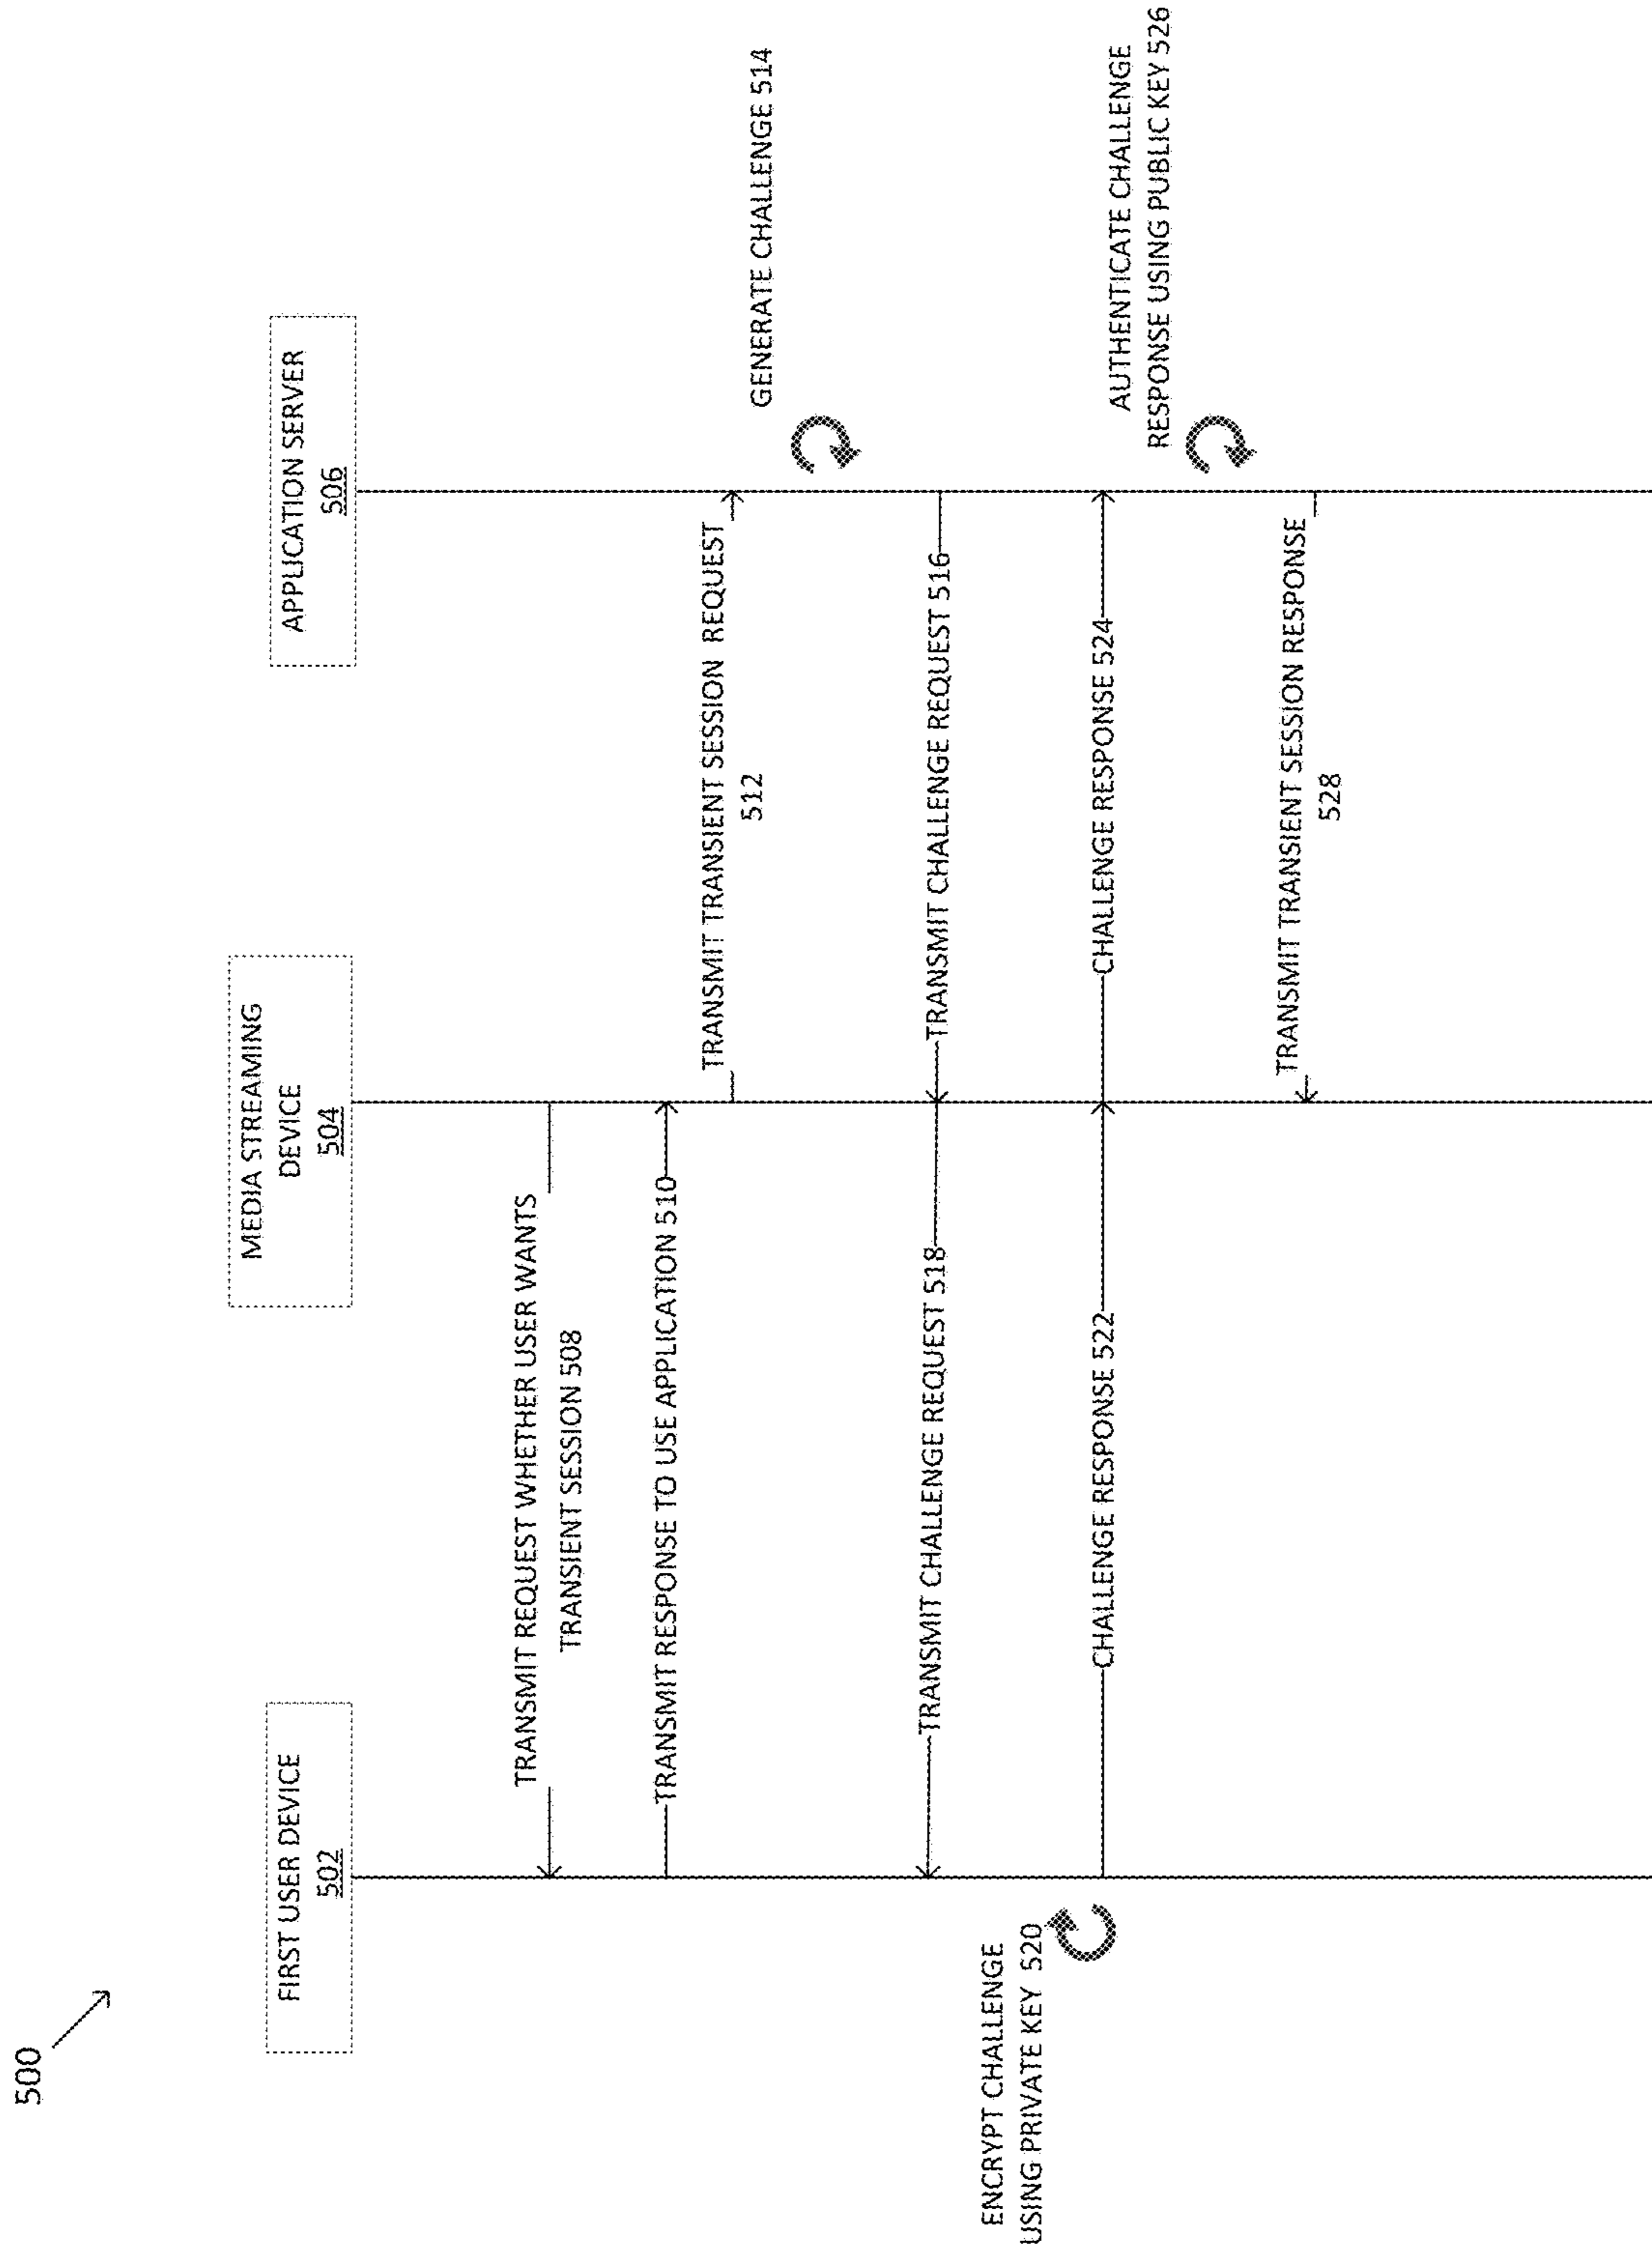 500
FIRST USER DEVICE
502
MEDIA STREAMING
DEVICE
504
APPLICATION SERVER
506
TRANSMIT REQUEST WHETHER USER WANTS
TRANSIENT SESSION 508
TRANSMIT RESPONSE TO USE APPLICATION 510
TRANSMIT TRANSIENT SESSION REQUEST
512
GENERATE CHALLENGE 514
TRANSMIT CHALLENGE REQUEST 516
TRANSMIT CHALLENGE REQUEST 518
ENCRYPT CHALLENGE
USING PRIVATE KEY 520
CHALLENGE RESPONSE 522
CHALLENGE RESPONSE 524
AUTHENTICATE CHALLENGE
RESPONSE USING PUBLIC KEY 526
TRANSMIT TRANSIENT SESSION RESPONSE
528